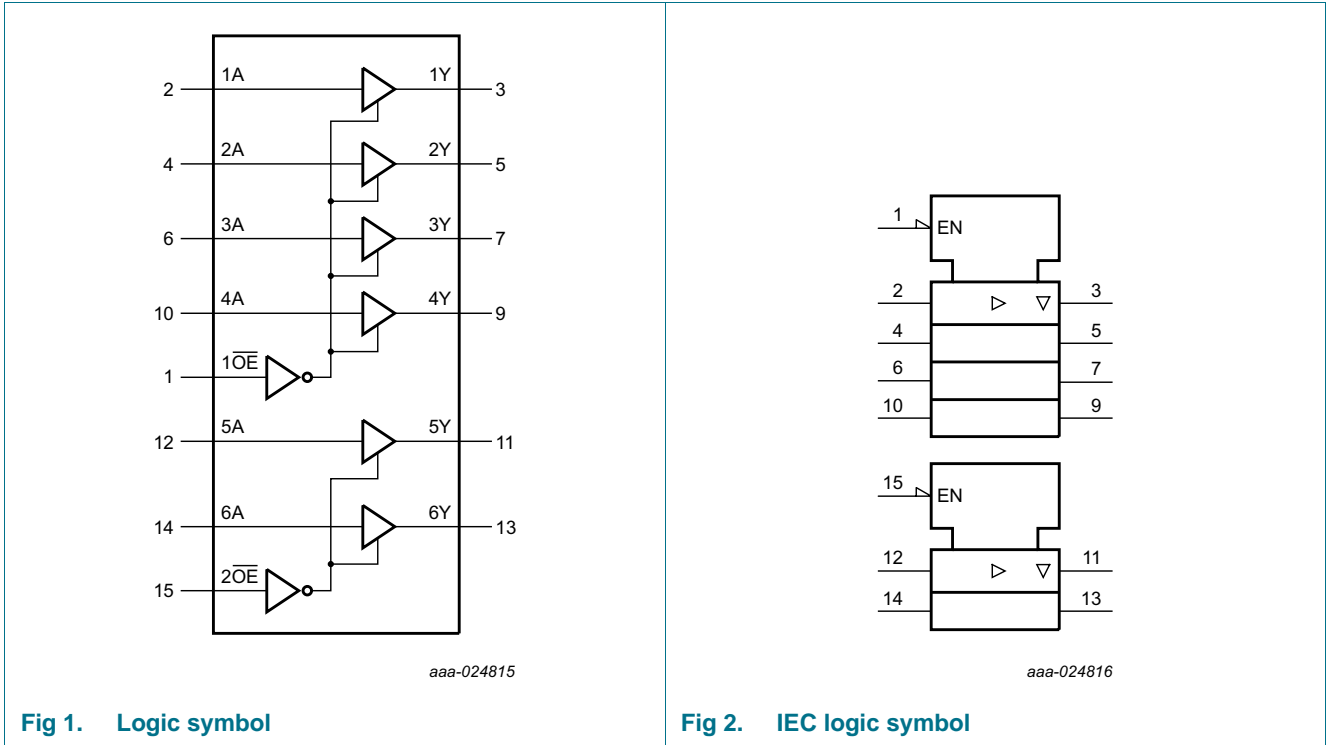 1A 1Y
2 3
2A 2Y
4 5
3A 3Y
6 7
4A 4Y
10 9
1OE
1
5A 5Y
12 11
6A 6Y
14 13
2OE
15
aaa-024815
Fig 1. Logic symbol
1
EN
2 3
4 5
6 7
10 9
15
EN
12 11
14 13
aaa-024816
Fig 2. IEC logic symbol